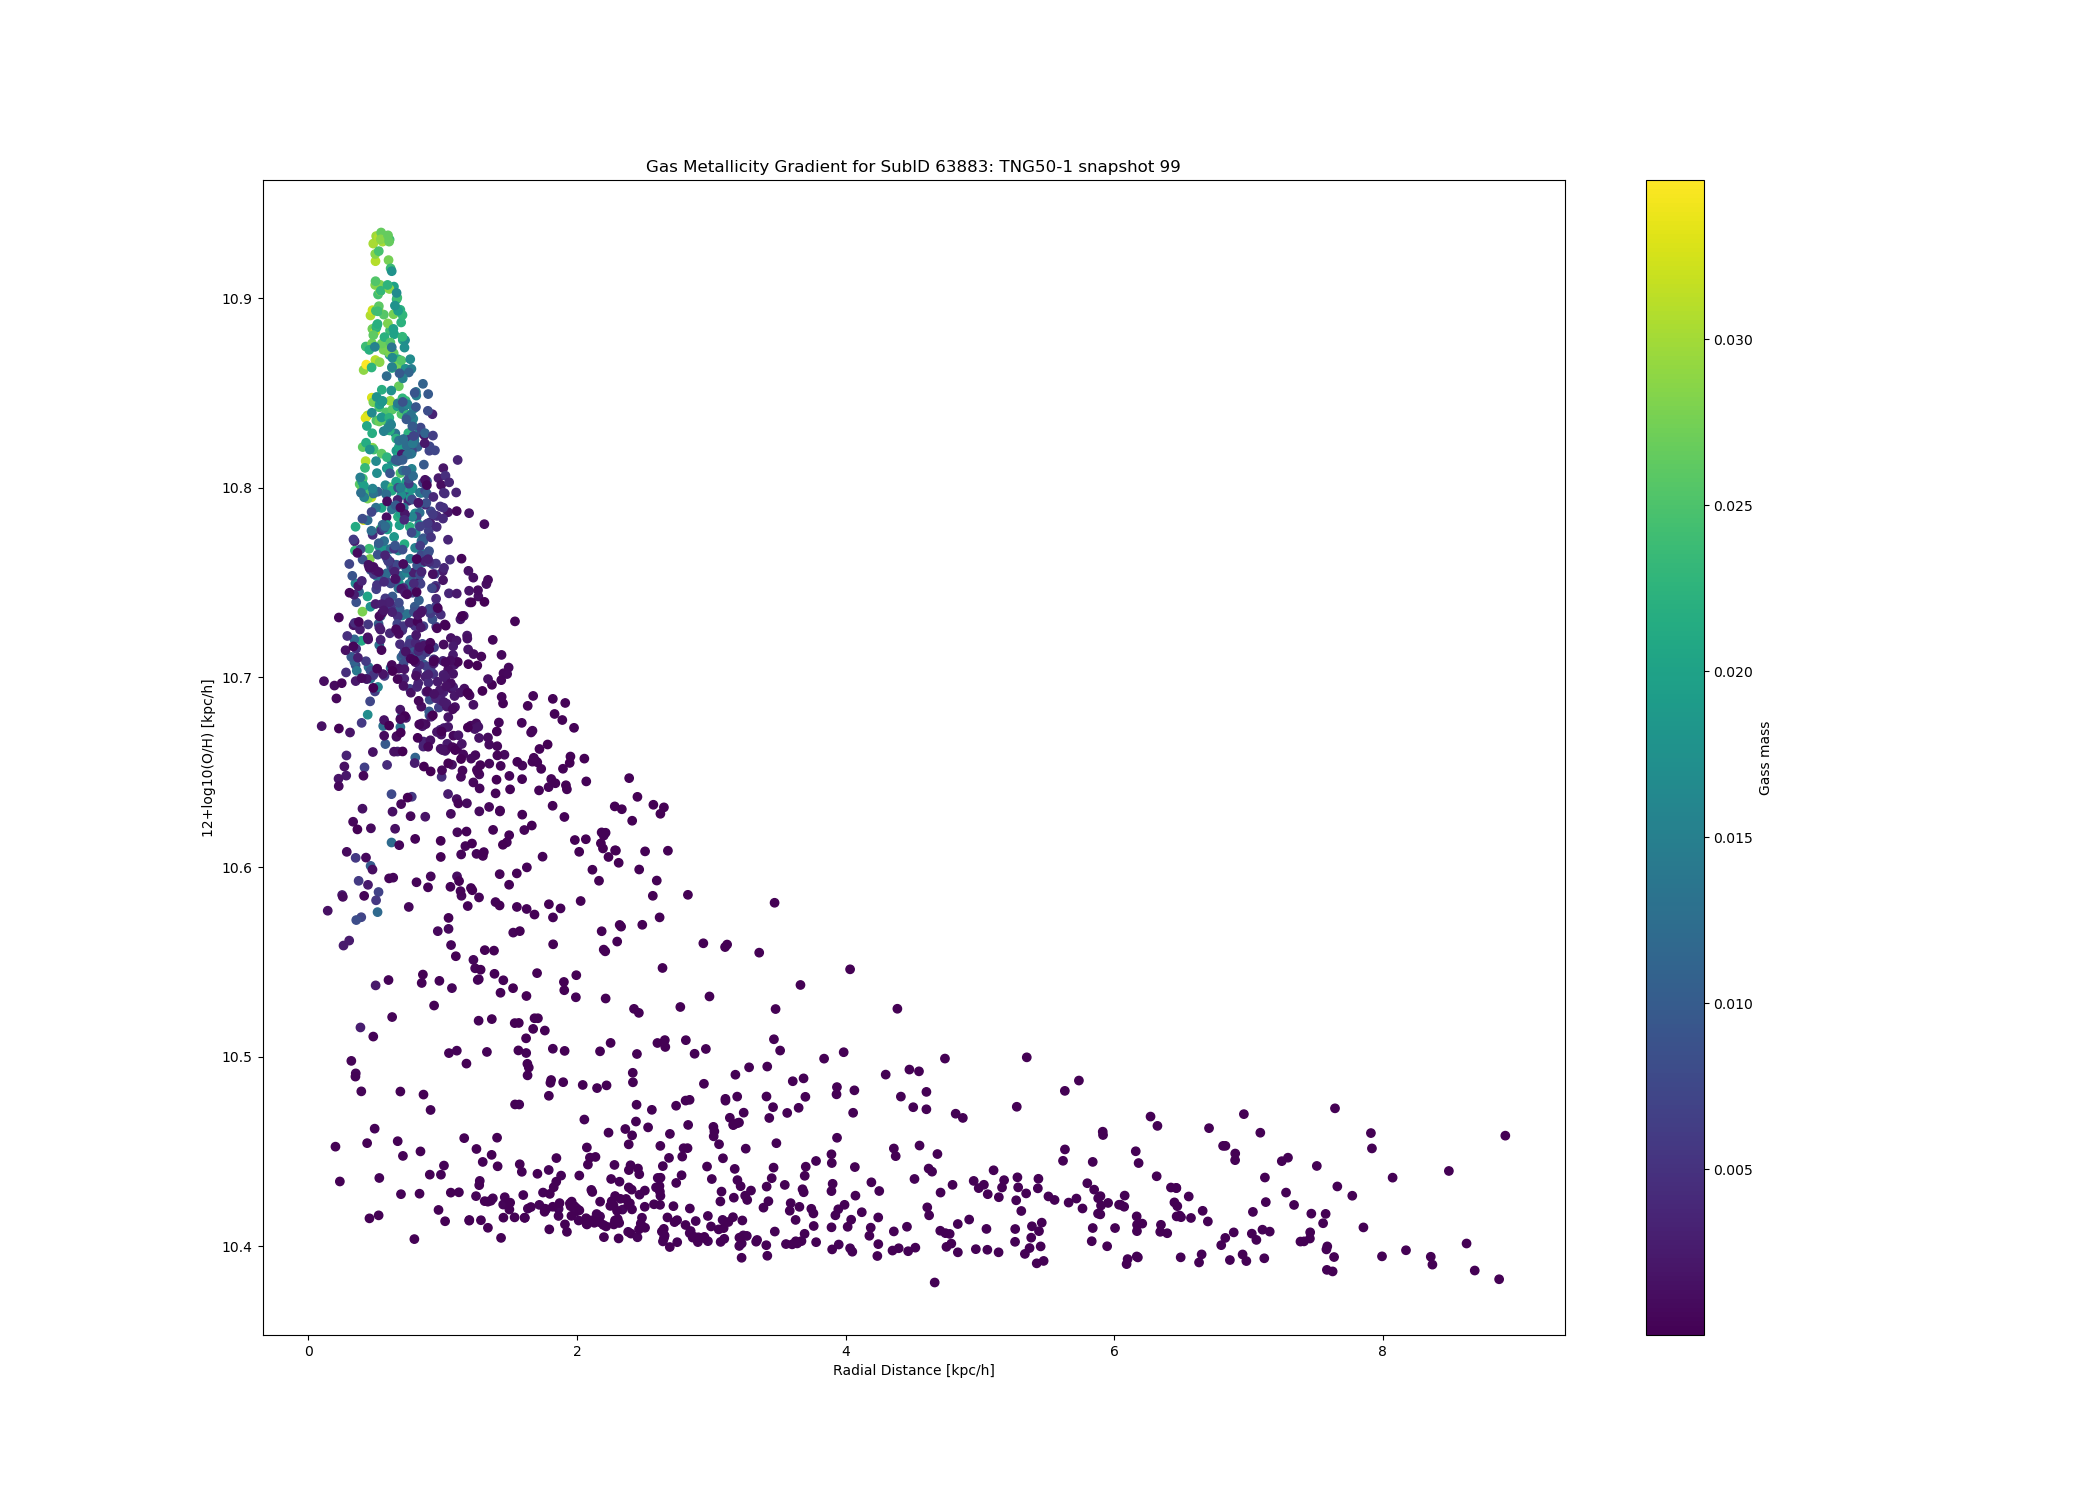 Gas Metallicity Gradient for SubID 63883: TNG50-1 snapshot 99
12+log10(O/H) [kpc/h]
10.9
10.8
10.7
10.6
10.5
10.4
0 2 4 6 8
Radial Distance [kpc/h]
0.030
0.025
0.020
0.015
0.010
0.005
Gass mass